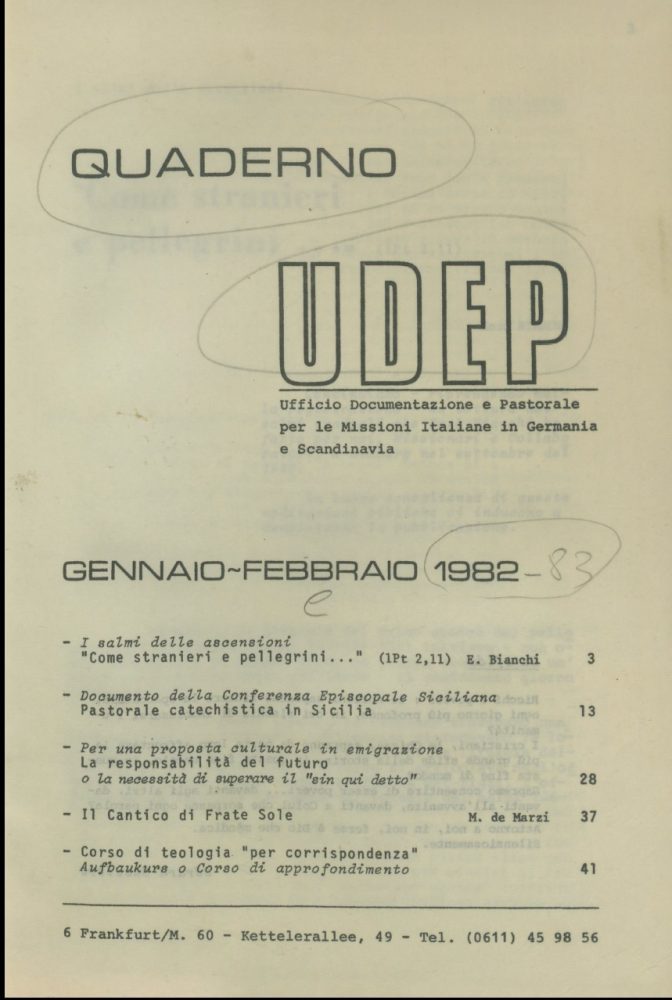 QUADERNO
UDEP
Ufficio Documentazione e Pastorale
per le Missioni Italiane in Germania
e Scandinavia
GENNAIO~FEBBRAIO 1982 - 83
e
- I salmi delle ascensioni
"Come stranieri e pellegrini..." (1Pt 2,11) E. Bianchi 3
- Documento della Conferenza Episcopale Siciliana
Pastorale catechistica in Sicilia 13
- Per una proposta culturale in emigrazione
La responsabilità del futuro
o la necessità di superare il "sin qui detto" 28
- Il Cantico di Frate Sole M. de Marzi 37
- Corso di teologia "per corrispondenza"
Aufbaukurs o Corso di approfondimento 41
6 Frankfurt/M. 60 - Kettelerallee, 49 - Tel. (0611) 45 98 56